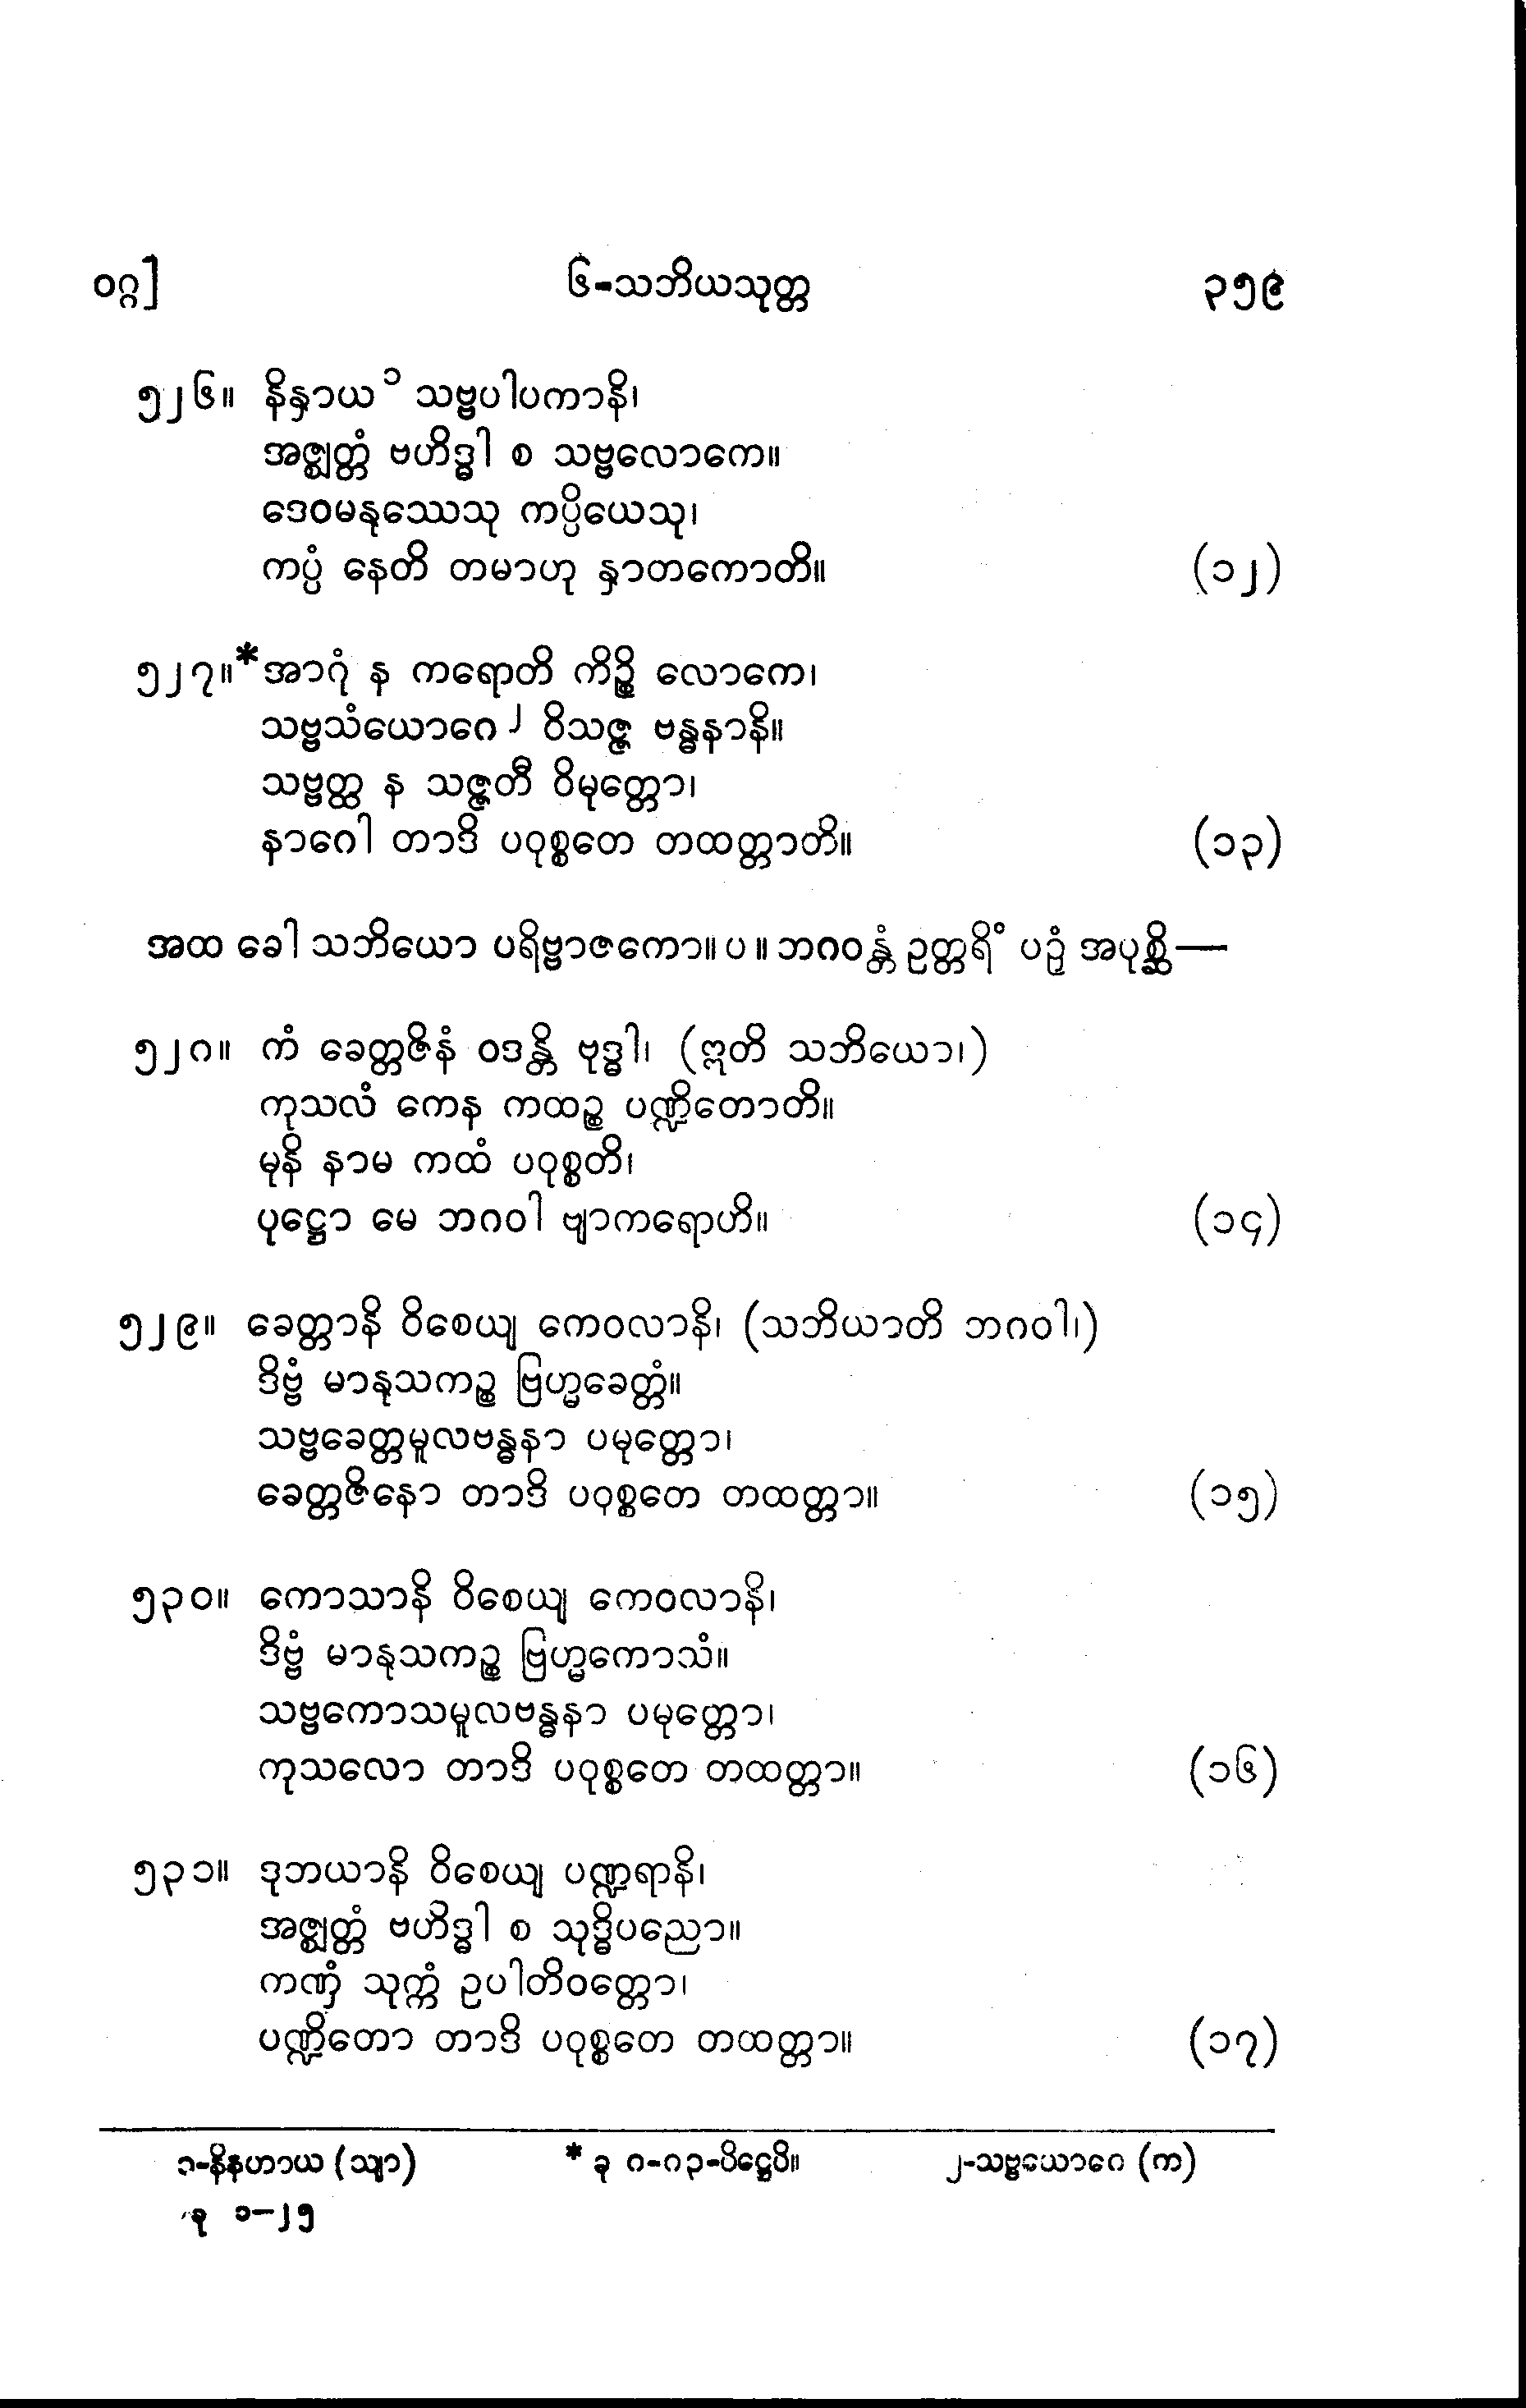 ဝဂ္ဂ] ၆-သဘိယသုတ္တ ၃၅၉
၅၂၆။ နိန္ှာယ ၁ သဗ္ဗပါပကာနိ၊
အဇ္ဈတ္တံ ဗဟိဒ္ဓါ စ သဗ္ဗလောကေ။
ဒေဝမနုဿေသု ကပ္ပိယေသု၊
ကပ္ပံ နေတိ တမာဟု နှာတကောတိ။ (၁၂)
၅၂၇။*အာဂုံ န ကရောတိ ကိဉ္စိ လောကေ၊
သဗ္ဗသံယောဂေ ၂ ဝိသဇ္ဇ ဗန္ဓနာနိ။
သဗ္ဗတ္ထ န သဇ္ဇတီ ဝိမုတ္တော၊
နာဂေါ တာဒိ ပဝုစ္စတေ တထတ္တာတိ။ (၁၃)
အထ ခေါ သဘိယော ပရိဗ္ဗာဇကော။ ပ ။ ဘဂဝန္တံ ဥတ္တရိံ ပဉှံ အပုစ္ဆိ—
၅၂၈။ ကံ ခေတ္တဇိနံ ဝဒန္တိ ဗုဒ္ဓါ၊ (ဣတိ သဘိယော၊)
ကုသလံ ကေန ကထဉ္စ ပဏ္ဍိတောတိ။
မုနိ နာမ ကထံ ပဝုစ္စတိ၊
ပုဋ္ဌော မေ ဘဂဝါ ဗျာကရောဟိ။ (၁၄)
၅၂၉။ ခေတ္တာနိ ဝိစေယျ ကေဝလာနိ၊ (သဘိယာတိ ဘဂဝါ၊)
ဒိဗ္ဗံ မာနုသကဉ္စ ဗြဟ္မခေတ္တံ။
သဗ္ဗခေတ္တမူလဗန္ဓနာ ပမုတ္တော၊
ခေတ္တဇိနော တာဒိ ပဝုစ္စတေ တထတ္တာ။ (၁၅)
၅၃၀။ ကောသာနိ ဝိစေယျ ကေဝလာနိ၊
ဒိဗ္ဗံ မာနုသကဉ္စ ဗြဟ္မကောသံ။
သဗ္ဗကောသမူလဗန္ဓနာ ပမုတ္တော၊
ကုသလော တာဒိ ပဝုစ္စတေ တထတ္တာ။ (၁၆)
၅၃၁။ ဒုဘယာနိ ဝိစေယျ ပဏ္ဍရာနိ၊
အဇ္ဈတ္တံ ဗဟိဒ္ဓါ စ သုဒ္ဓိပညော။
ကဏှံ သုက္ကံ ဥပါတိဝတ္တော၊
ပဏ္ဍိတော တာဒိ ပဝုစ္စတေ တထတ္တာ။ (၁၇)
၁-နိနဟာယ (သျာ) * ခု ၈-၈၃-ပိဋ္ဌေပိ။ ၂-သဗ္ဗယောဂေ (က)
ခု ၁—၂၅